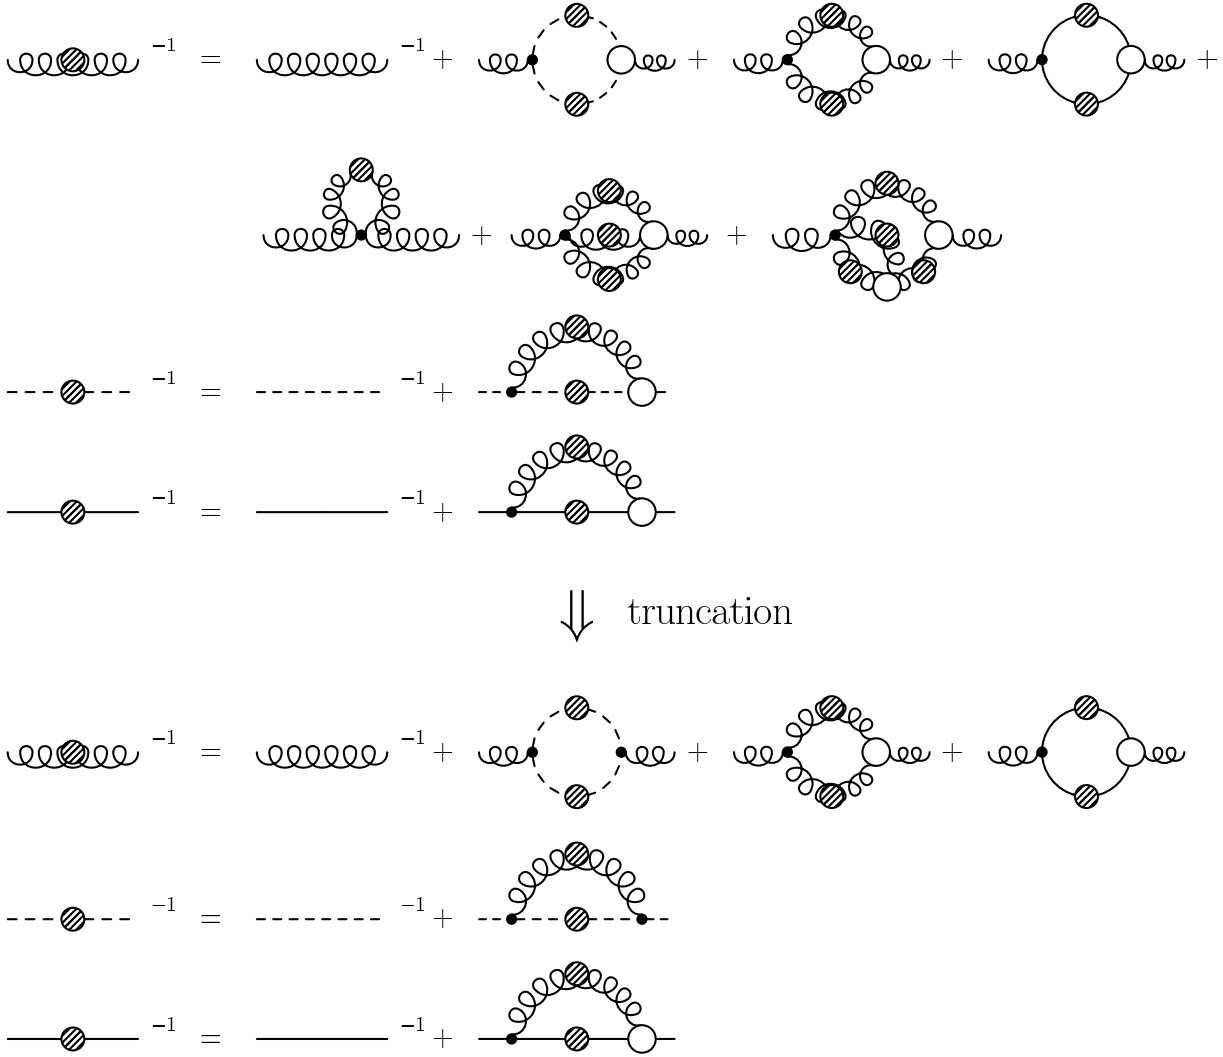 −1 = −1 + + + +
+ +
−1 = −1 +
−1 = −1 +
⇓ truncation
−1 = −1 + + +
−1 = −1 +
−1 = −1 +